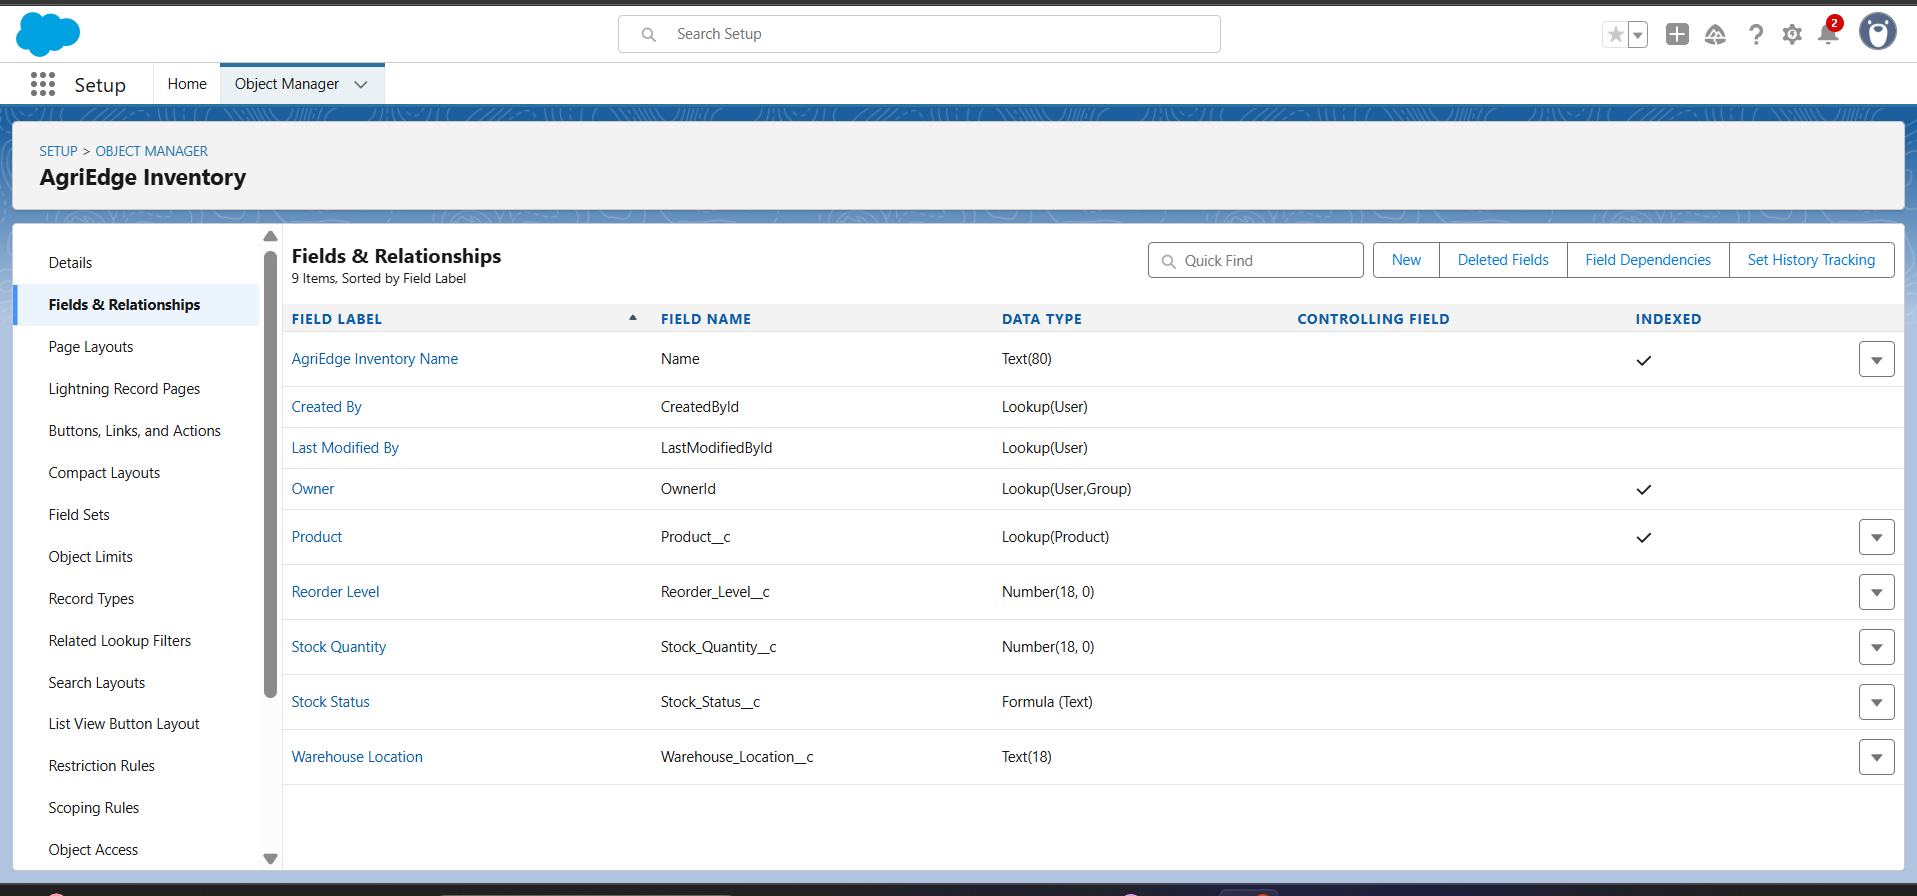 Search Setup
2
Setup
Home
Object Manager
SETUP > OBJECT MANAGER
AgriEdge Inventory
Details
Fields & Relationships
Page Layouts
Lightning Record Pages
Buttons, Links, and Actions
Compact Layouts
Field Sets
Object Limits
Record Types
Related Lookup Filters
Search Layouts
List View Button Layout
Restriction Rules
Scoping Rules
Object Access
Fields & Relationships
9 Items, Sorted by Field Label
Quick Find
New
Deleted Fields
Field Dependencies
Set History Tracking
FIELD LABEL FIELD NAME DATA TYPE CONTROLLING FIELD INDEXED
AgriEdge Inventory Name Name Text(80)
Created By CreatedById Lookup(User)
Last Modified By LastModifiedById Lookup(User)
Owner OwnerId Lookup(User,Group)
Product Product__c Lookup(Product)
Reorder Level Reorder_Level__c Number(18, 0)
Stock Quantity Stock_Quantity__c Number(18, 0)
Stock Status Stock_Status__c Formula (Text)
Warehouse Location Warehouse_Location__c Text(18)